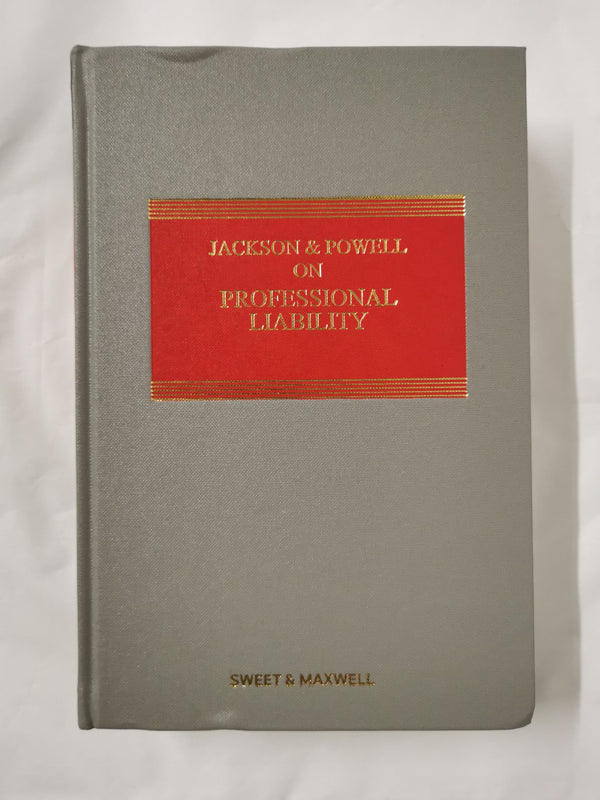 JACKSON & POWELL
ON
PROFESSIONAL
LIABILITY
SWEET & MAXWELL